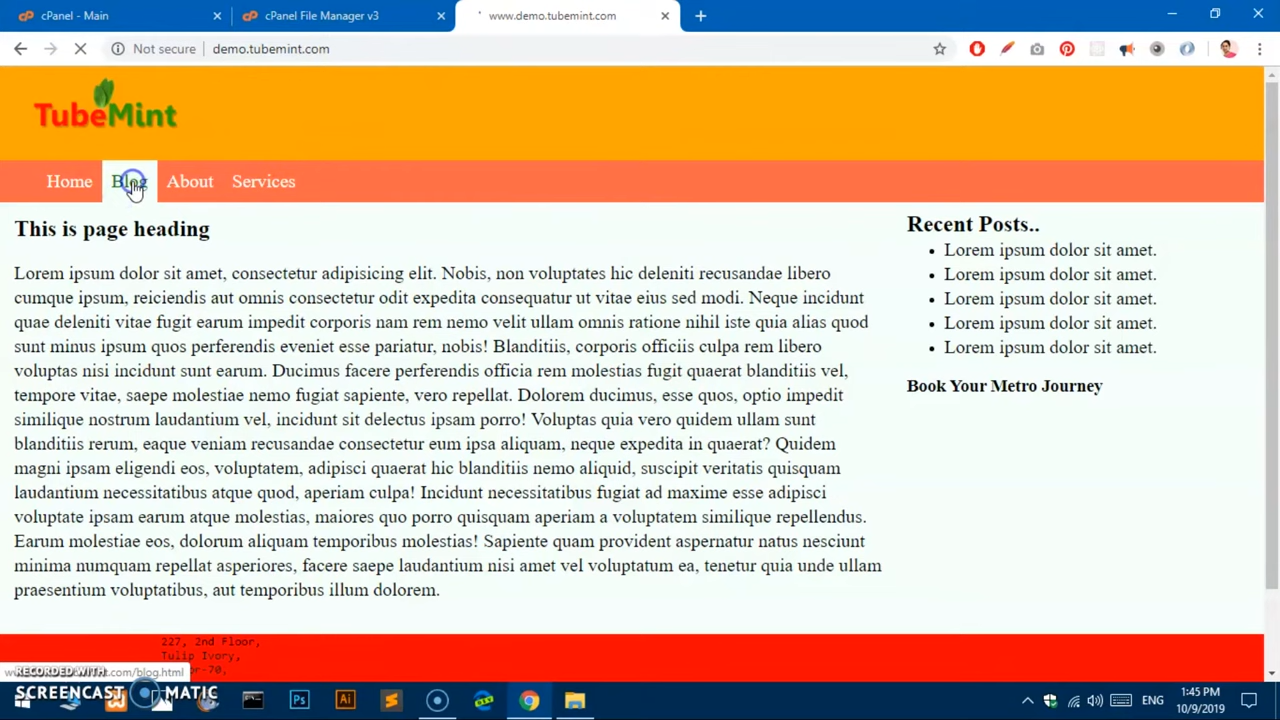 cPanel - Main
cPanel File Manager v3
www.demo.tubemint.com
Not secure
demo.tubemint.com
TubeMint
Home
Blog
About
Services
This is page heading
Lorem ipsum dolor sit amet, consectetur adipisicing elit. Nobis, non voluptates hic deleniti recusandae libero
cumque ipsum, reiciendis aut omnis consectetur odit expedita consequatur ut vitae eius sed modi. Neque incidunt
quae deleniti vitae fugit earum impedit corporis nam rem nemo velit ullam omnis ratione nihil iste quia alias quod
sunt minus ipsum quos perferendis eveniet esse pariatur, nobis! Blanditiis, corporis officiis culpa rem libero
voluptas nisi incidunt sunt earum. Ducimus facere perferendis officia rem molestias fugit quaerat blanditiis vel,
tempore vitae, saepe molestiae nemo fugiat sapiente, vero repellat. Dolorem ducimus, esse quos, optio impedit
similique nostrum laudantium vel, incidunt sit delectus ipsam porro! Voluptas quia vero quidem ullam sunt
blanditiis rerum, eaque veniam recusandae consectetur eum ipsa aliquam, neque expedita in quaerat? Quidem
magni ipsam eligendi eos, voluptatem, adipisci quaerat hic blanditiis nemo aliquid, suscipit veritatis quisquam
laudantium necessitatibus atque quod, aperiam culpa! Incidunt necessitatibus fugiat ad maxime esse adipisci
voluptate ipsam earum atque molestias, maiores quo porro quisquam aperiam a voluptatem similique repellendus.
Earum molestiae eos, dolorum aliquam temporibus molestias! Sapiente quam provident aspernatur natus nesciunt
minima numquam repellat asperiores, facere saepe laudantium nisi amet vel voluptatum ea, tenetur quia unde ullam
praesentium voluptatibus, aut temporibus illum dolorem.
Recent Posts..
Lorem ipsum dolor sit amet.
Lorem ipsum dolor sit amet.
Lorem ipsum dolor sit amet.
Lorem ipsum dolor sit amet.
Lorem ipsum dolor sit amet.
Book Your Metro Journey
227, 2nd Floor,
Tulip Ivory,
.com/blog.html
RECORDED WITH
SCREENCAST MATIC
Ps
Ai
ENG
1:45 PM
10/9/2019